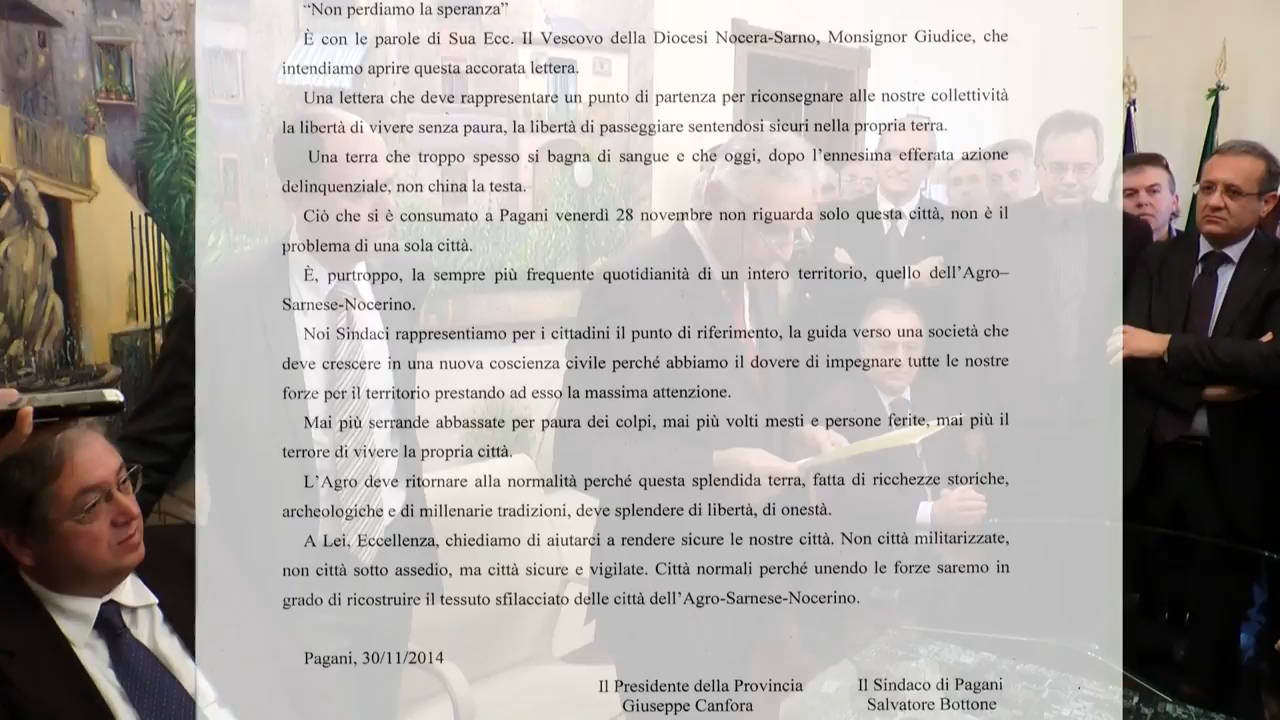 “Non perdiamo la speranza”
È con le parole di Sua Ecc. Il Vescovo della Diocesi Nocera-Sarno, Monsignor Giudice, che
intendiamo aprire questa accorata lettera.
Una lettera che deve rappresentare un punto di partenza per riconsegnare alle nostre collettività
la libertà di vivere senza paura, la libertà di passeggiare sentendosi sicuri nella propria terra.
Una terra che troppo spesso si bagna di sangue e che oggi, dopo l’ennesima efferata azione
delinquenziale, non china la testa.
Ciò che si è consumato a Pagani venerdì 28 novembre non riguarda solo questa città, non è il
problema di una sola città.
È, purtroppo, la sempre più frequente quotidianità di un intero territorio, quello dell’Agro–
Sarnese-Nocerino.
Noi Sindaci rappresentiamo per i cittadini il punto di riferimento, la guida verso una società che
deve crescere in una nuova coscienza civile perché abbiamo il dovere di impegnare tutte le nostre
forze per il territorio prestando ad esso la massima attenzione.
Mai più serrande abbassate per paura dei colpi, mai più volti mesti e persone ferite, mai più il
terrore di vivere la propria città.
L’Agro deve ritornare alla normalità perché questa splendida terra, fatta di ricchezze storiche,
archeologiche e di millenarie tradizioni, deve splendere di libertà, di onestà.
A Lei, Eccellenza, chiediamo di aiutarci a rendere sicure le nostre città. Non città militarizzate,
non città sotto assedio, ma città sicure e vigilate. Città normali perché unendo le forze saremo in
grado di ricostruire il tessuto sfilacciato delle città dell’Agro-Sarnese-Nocerino.
Pagani, 30/11/2014
Il Presidente della Provincia
Giuseppe Canfora
Il Sindaco di Pagani
Salvatore Bottone